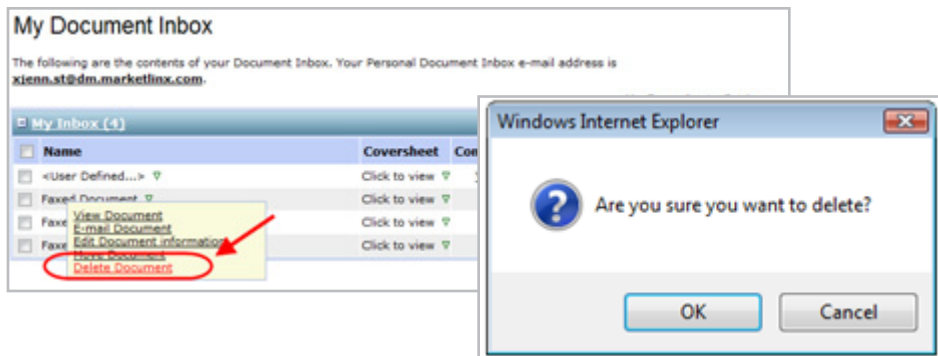 My Document Inbox
The following are the contents of your Document Inbox. Your Personal Document Inbox e-mail address is
xjenn.st@dm.marketlinx.com.
My Inbox (4)
Name Coversheet Com
<User Defined...> Click to view
Faxed Document Click to view
Faxe Click to view
Faxe Click to view
View Document
E-mail Document
Edit Document information
Move Document
Delete Document
Windows Internet Explorer
Are you sure you want to delete?
OK Cancel